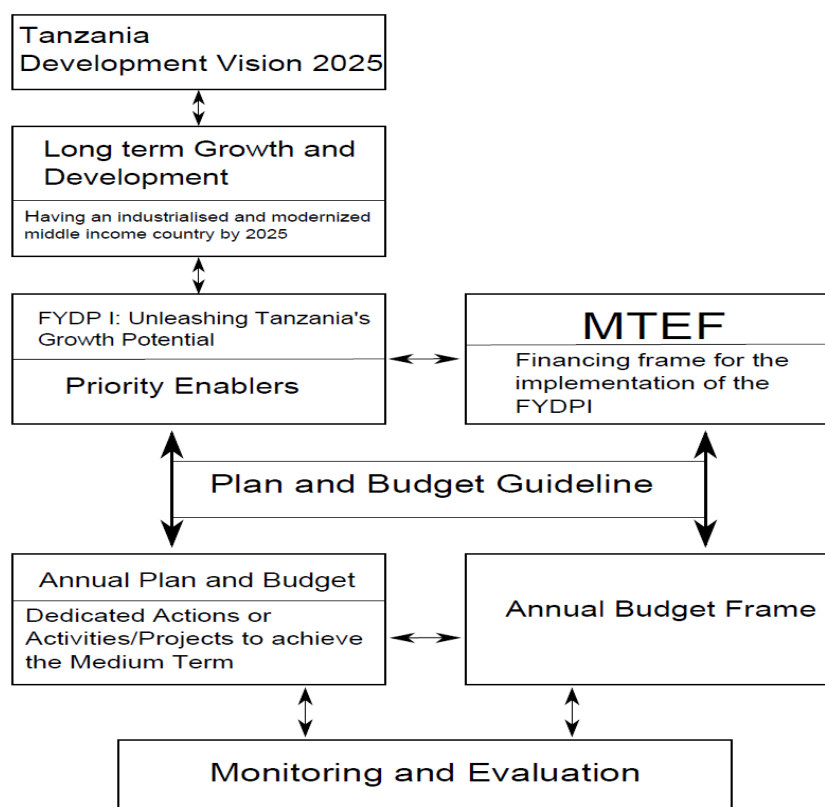 Tanzania
Development Vision 2025
Long term Growth and
Development
Having an industrialised and modernized
middle income country by 2025
FYDP I: Unleashing Tanzania's
Growth Potential
Priority Enablers
MTEF
Financing frame for the
implementation of the
FYDPI
Plan and Budget Guideline
Annual Plan and Budget
Dedicated Actions or
Activities/Projects to achieve
the Medium Term
Annual Budget Frame
Monitoring and Evaluation